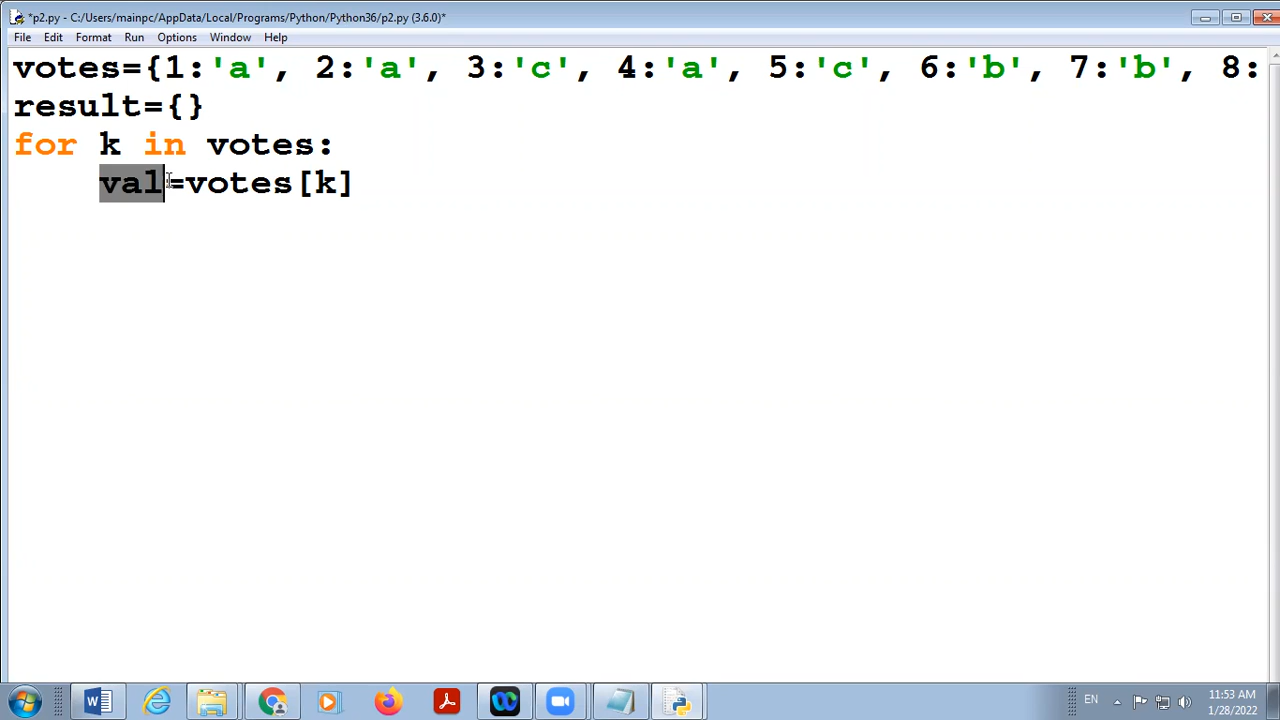 *p2.py - C:/Users/mainpc/AppData/Local/Programs/Python/Python36/p2.py (3.6.0)*
File Edit Format Run Options Window Help
votes={1:'a', 2:'a', 3:'c', 4:'a', 5:'c', 6:'b', 7:'b', 8:
result={}
for k in votes:
    val=votes[k]
EN
11:53 AM
1/28/2022